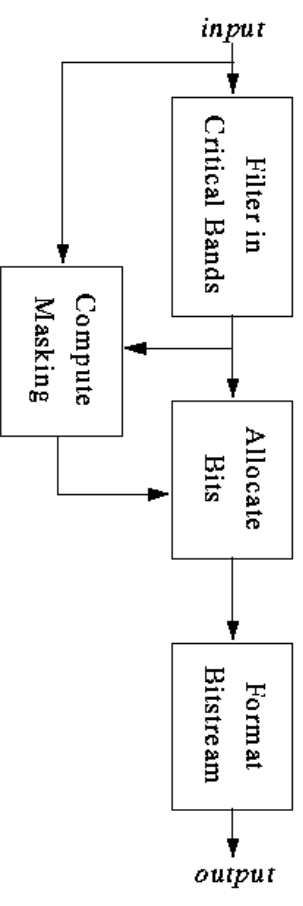 input
Filter in
Critical Bands
Compute
Masking
Allocate
Bits
Format
Bitstream
output